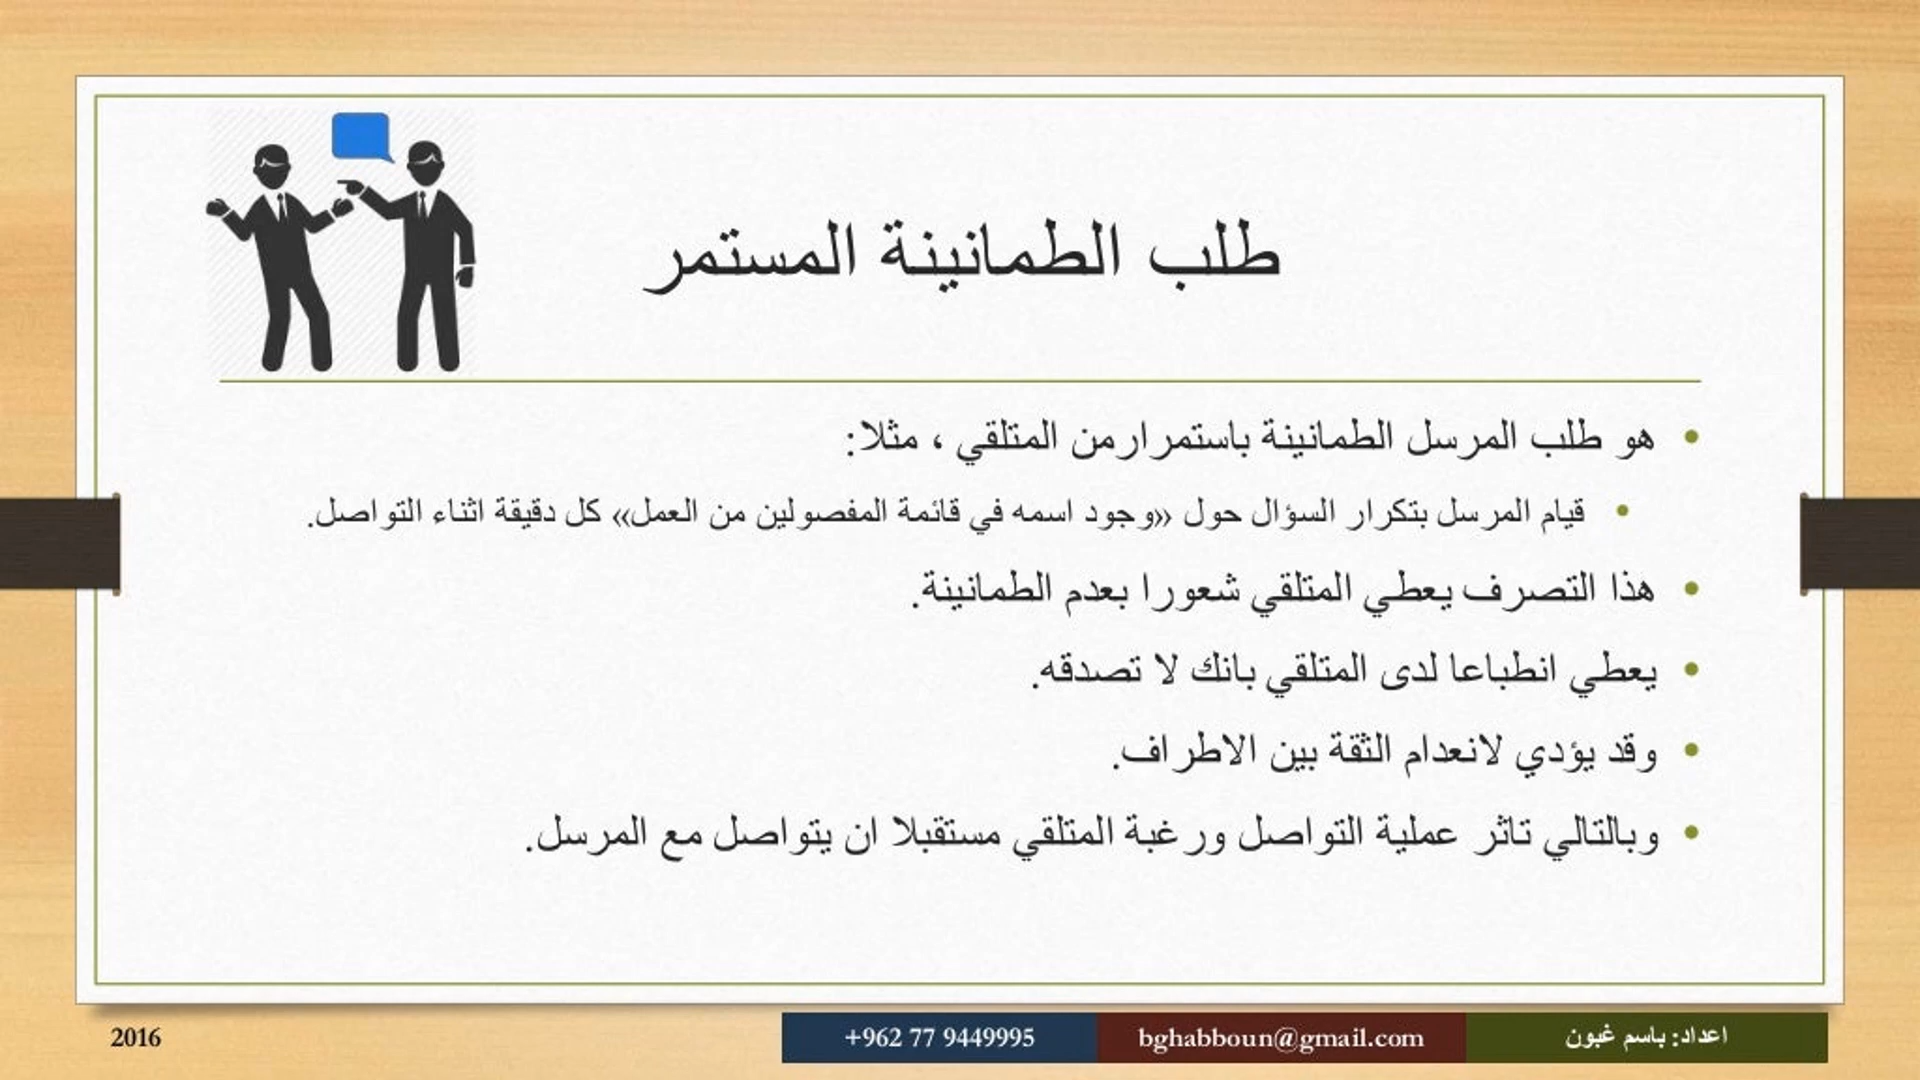 طلب الطمانينة المستمر
هو طلب المرسل الطمانينة باستمرارمن المتلقي ، مثلا:
قيام المرسل بتكرار السؤال حول «وجود اسمه في قائمة المفصولين من العمل» كل دقيقة اثناء التواصل.
هذا التصرف يعطي المتلقي شعورا بعدم الطمانينة.
يعطي انطباعا لدى المتلقي بانك لا تصدقه.
وقد يؤدي لانعدام الثقة بين الاطراف.
وبالتالي تاثر عملية التواصل ورغبة المتلقي مستقبلا ان يتواصل مع المرسل.
اعداد: باسم غبون
bghabboun@gmail.com
+962 77 9449995
2016